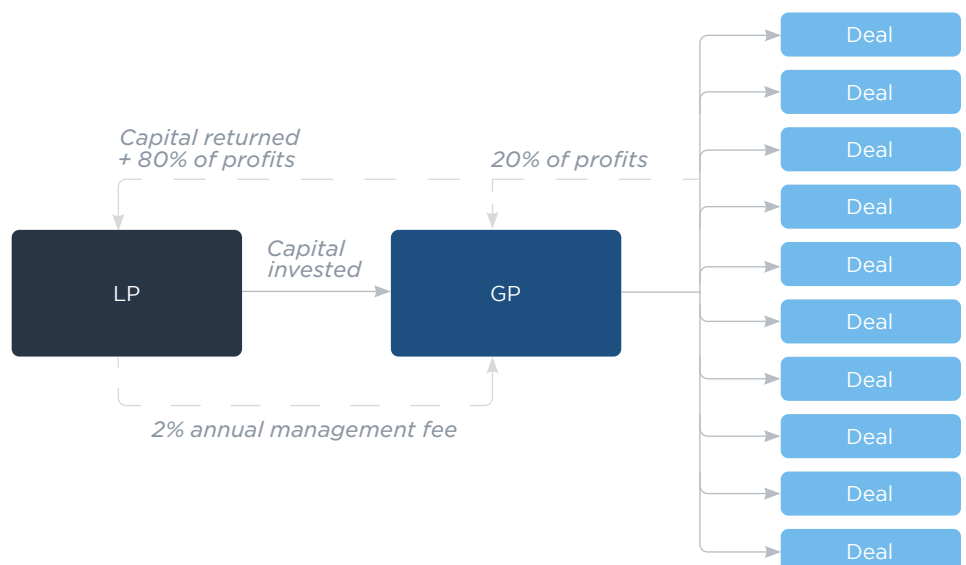 Deal
Deal
Capital returned
+ 80% of profits
20% of profits
Deal
Deal
Capital
invested
Deal
LP
GP
Deal
Deal
2% annual management fee
Deal
Deal
Deal